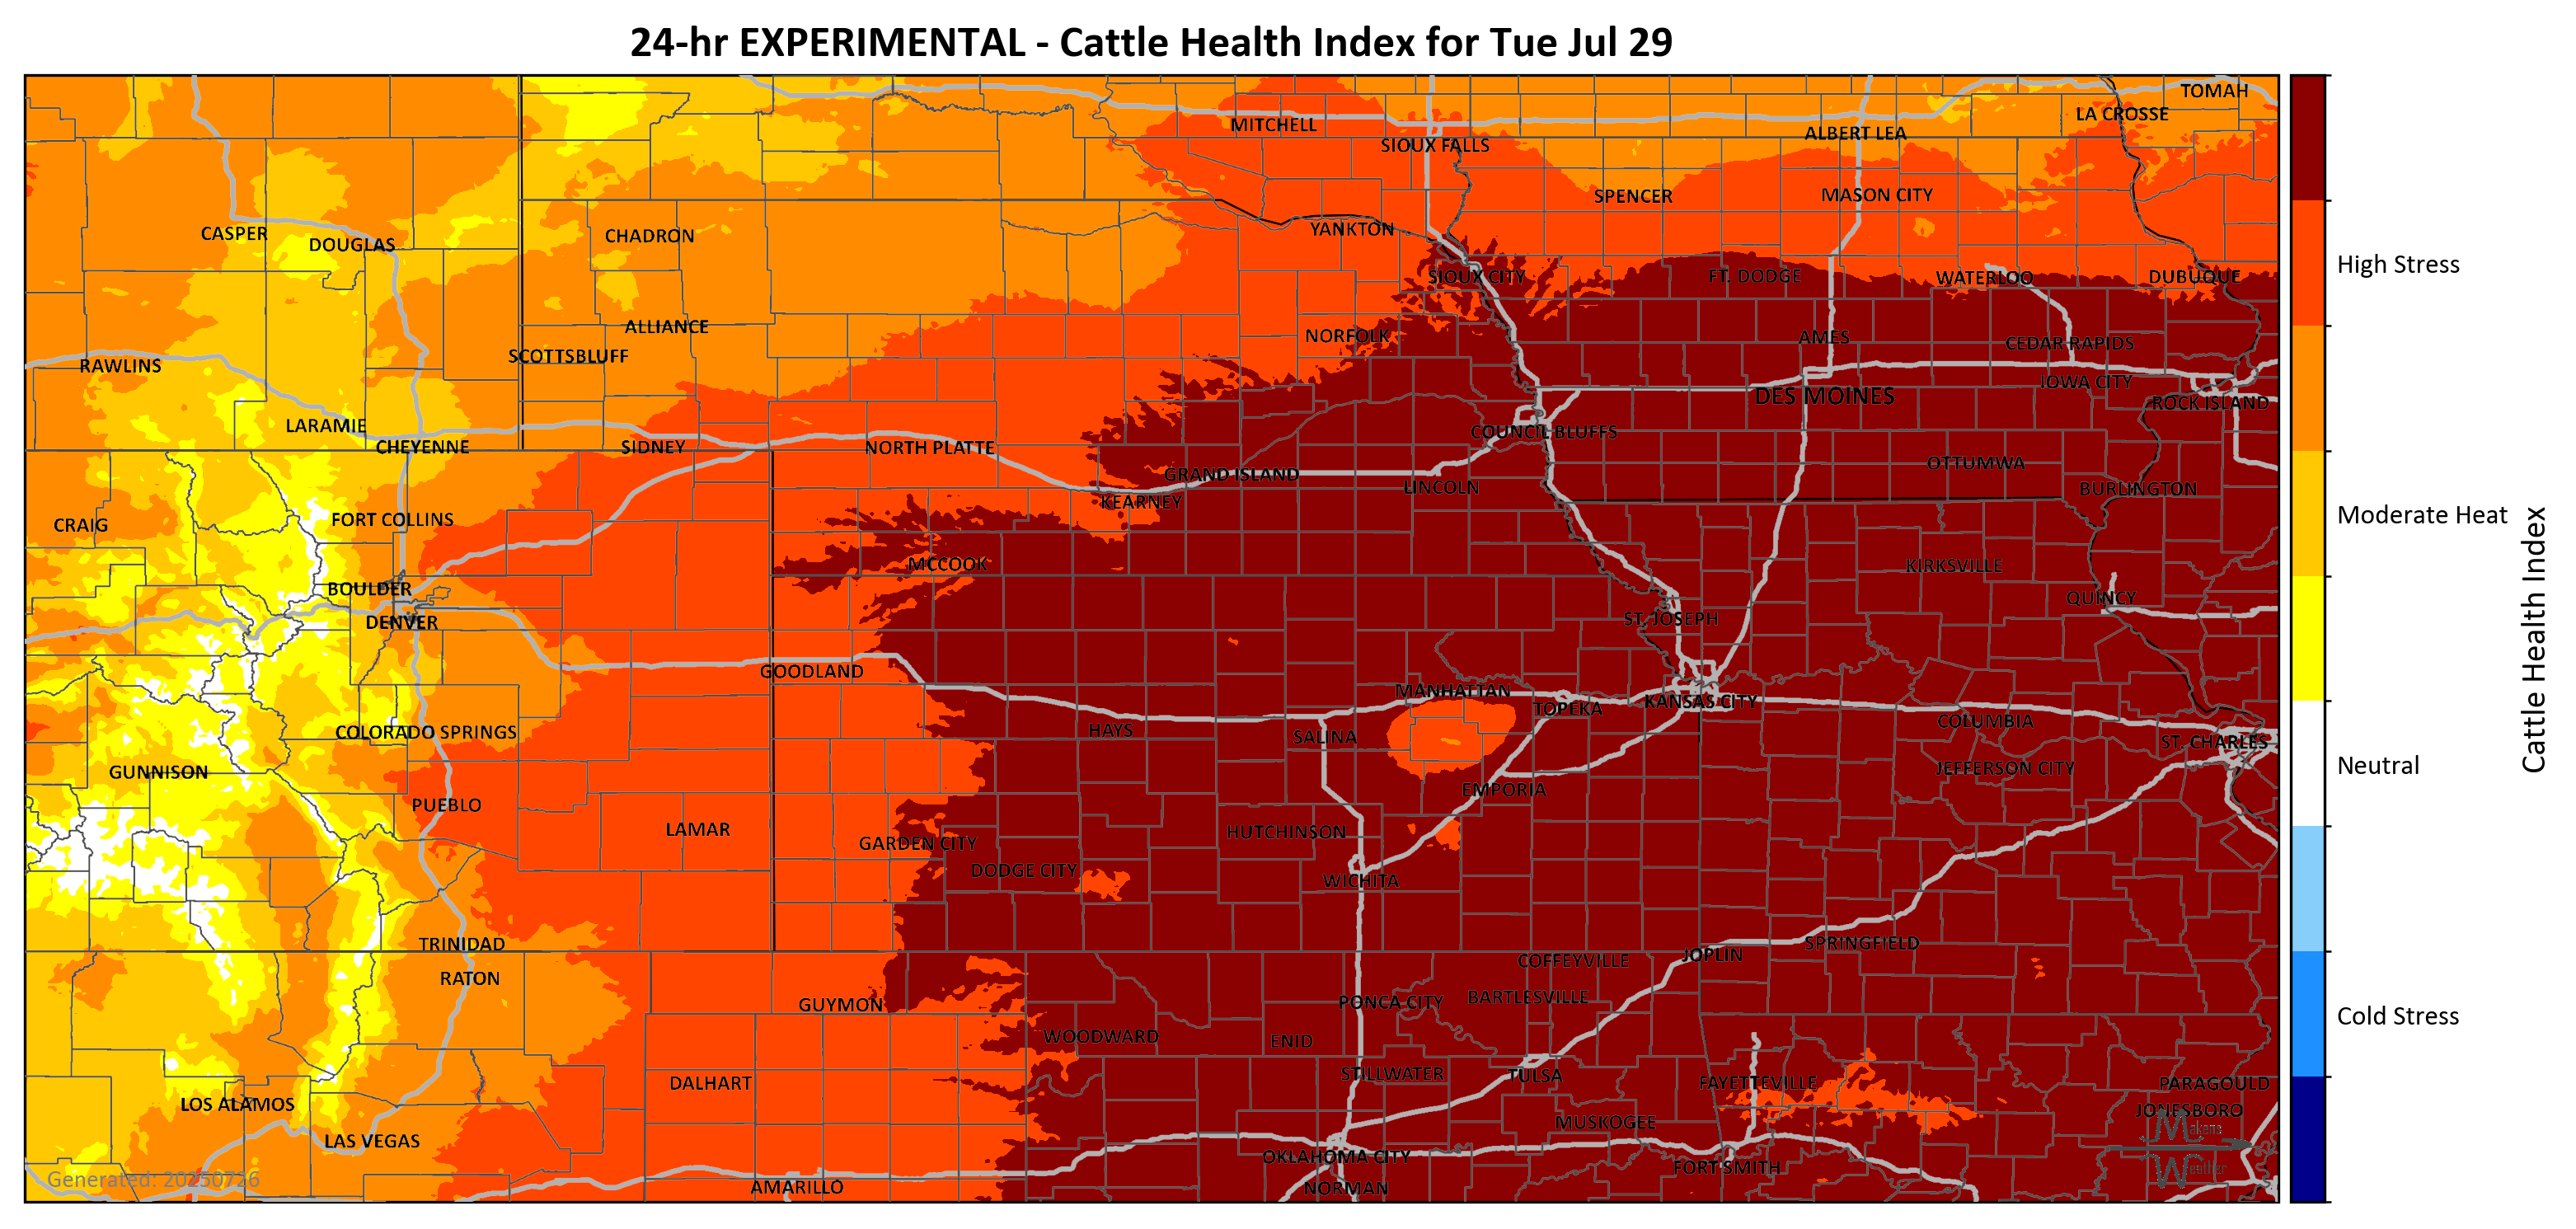 24-hr EXPERIMENTAL - Cattle Health Index for Tue Jul 29
TOMAH
LA CROSSE
MITCHELL
ALBERT LEA
SIOUX FALLS
SPENCER
MASON CITY
CASPER
DOUGLAS
CHADRON
YANKTON
SIOUX CITY
FT. DODGE
WATERLOO
DUBUQUE
High Stress
ALLIANCE
NORFOLK
AMES
CEDAR RAPIDS
SCOTTSBLUFF
RAWLINS
IOWA CITY
DES MOINES
ROCK ISLAND
LARAMIE
COUNCIL BLUFFS
CHEYENNE
SIDNEY
NORTH PLATTE
OTTUMWA
GRAND ISLAND
LINCOLN
BURLINGTON
KEARNEY
Moderate Heat
CRAIG
FORT COLLINS
MCCOOK
KIRKSVILLE
BOULDER
QUINCY
DENVER
ST. JOSEPH
Cattle Health Index
GOODLAND
MANHATTAN
KANSAS CITY
TOPEKA
COLUMBIA
COLORADO SPRINGS
HAYS
SALINA
ST. CHARLES
GUNNISON
JEFFERSON CITY
Neutral
EMPORIA
PUEBLO
LAMAR
HUTCHINSON
GARDEN CITY
DODGE CITY
WICHITA
TRINIDAD
SPRINGFIELD
JOPLIN
COFFEYVILLE
RATON
BARTLESVILLE
GUYMON
PONCA CITY
Cold Stress
WOODWARD
ENID
STILLWATER
TULSA
DALHART
FAYETTEVILLE
PARAGOULD
LOS ALAMOS
JONESBORO
MUSKOGEE
LAS VEGAS
OKLAHOMA CITY
FORT SMITH
Generated: 20250726
AMARILLO
NORMAN
Weather